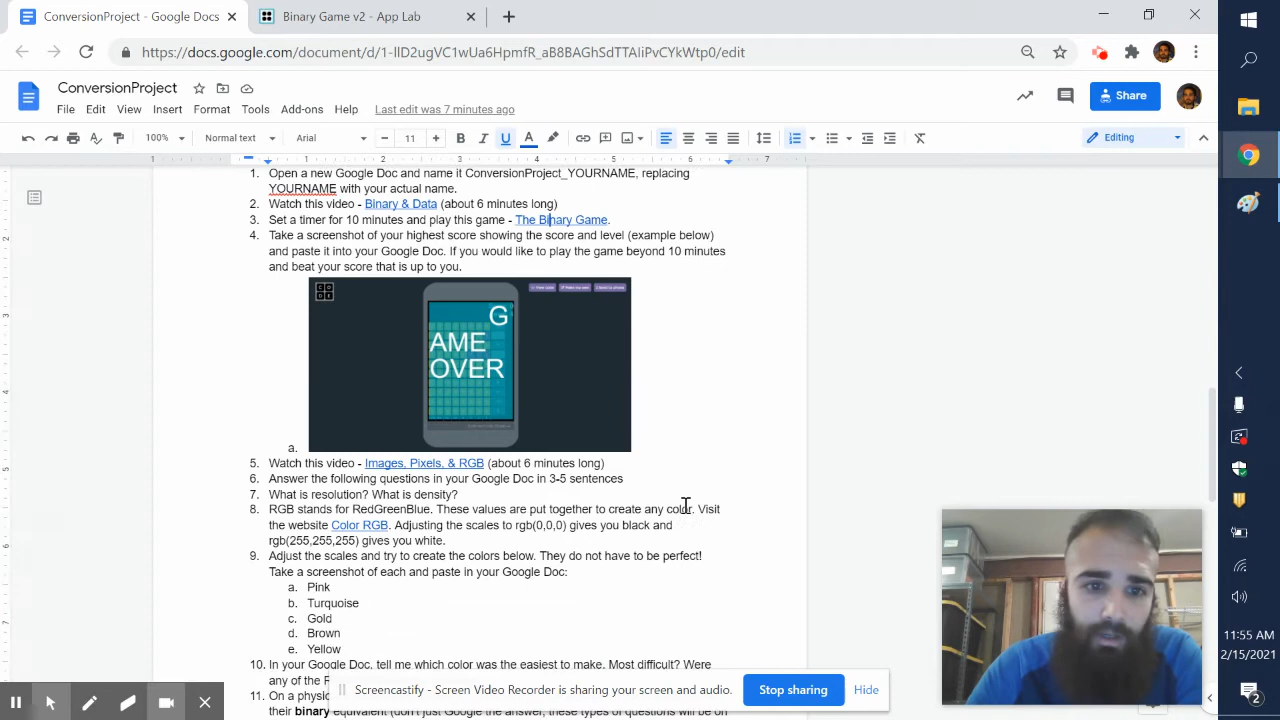 ConversionProject - Google Docs
Binary Game v2 - App Lab
https://docs.google.com/document/d/1-IlD2ugVC1wUa6HpmfR_aB8BAGhSdTTAIiPvCYkWtp0/edit
ConversionProject
File Edit View Insert Format Tools Add-ons Help Last edit was 7 minutes ago
Share
100% Normal text Arial 11 Editing
1. Open a new Google Doc and name it ConversionProject_YOURNAME, replacing
YOURNAME with your actual name.
2. Watch this video - Binary & Data (about 6 minutes long)
3. Set a timer for 10 minutes and play this game - The Binary Game.
4. Take a screenshot of your highest score showing the score and level (example below)
and paste it into your Google Doc. If you would like to play the game beyond 10 minutes
and beat your score that is up to you.
G
AME
OVER
a.
5. Watch this video - Images, Pixels, & RGB (about 6 minutes long)
6. Answer the following questions in your Google Doc in 3-5 sentences
7. What is resolution? What is density?
8. RGB stands for RedGreenBlue. These values are put together to create any color. Visit
the website Color RGB. Adjusting the scales to rgb(0,0,0) gives you black and
rgb(255,255,255) gives you white.
9. Adjust the scales and try to create the colors below. They do not have to be perfect!
Take a screenshot of each and paste in your Google Doc:
a. Pink
b. Turquoise
c. Gold
d. Brown
e. Yellow
10. In your Google Doc, tell me which color was the easiest to make. Most difficult? Were
any of the
11. On a physic
their binary equivalent (don't just Google the answer, these types of questions will be on
Screencastify - Screen Video Recorder is sharing your screen and audio.
Stop sharing
Hide
11:55 AM
2/15/2021
2